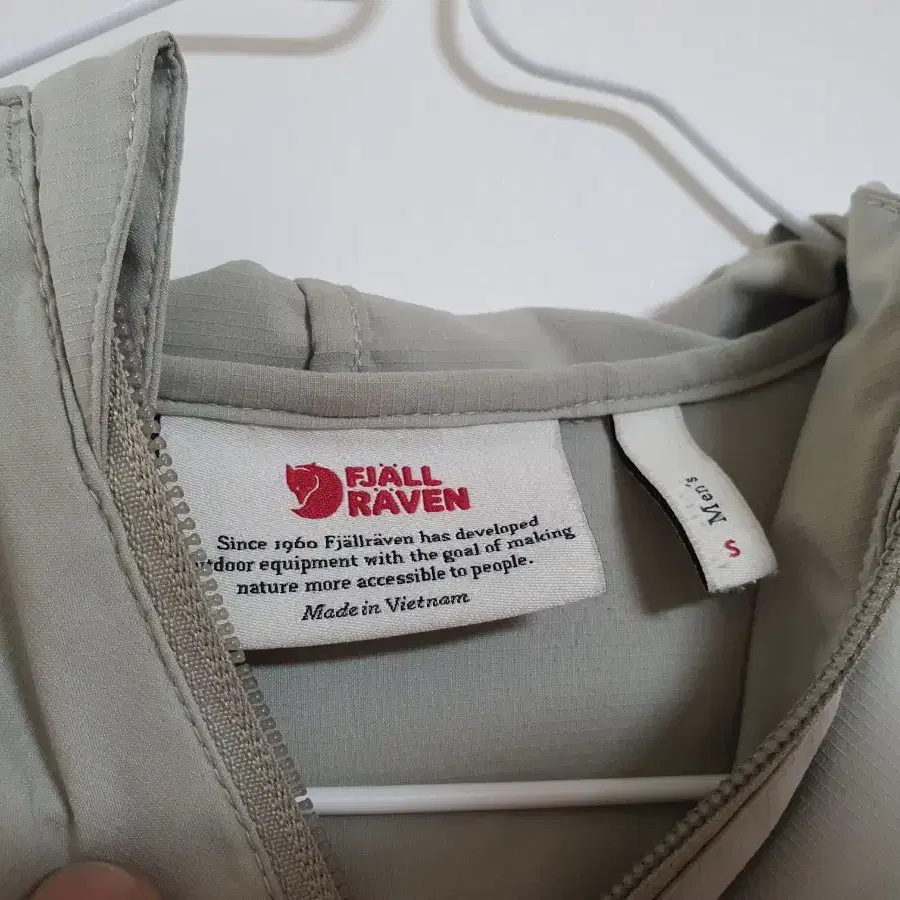 FJÄLL
RÄVEN
Since 1960 Fjällräven has developed
equipment with the goal of making
nature more accessible to people.
Made in Vietnam
Men's
S